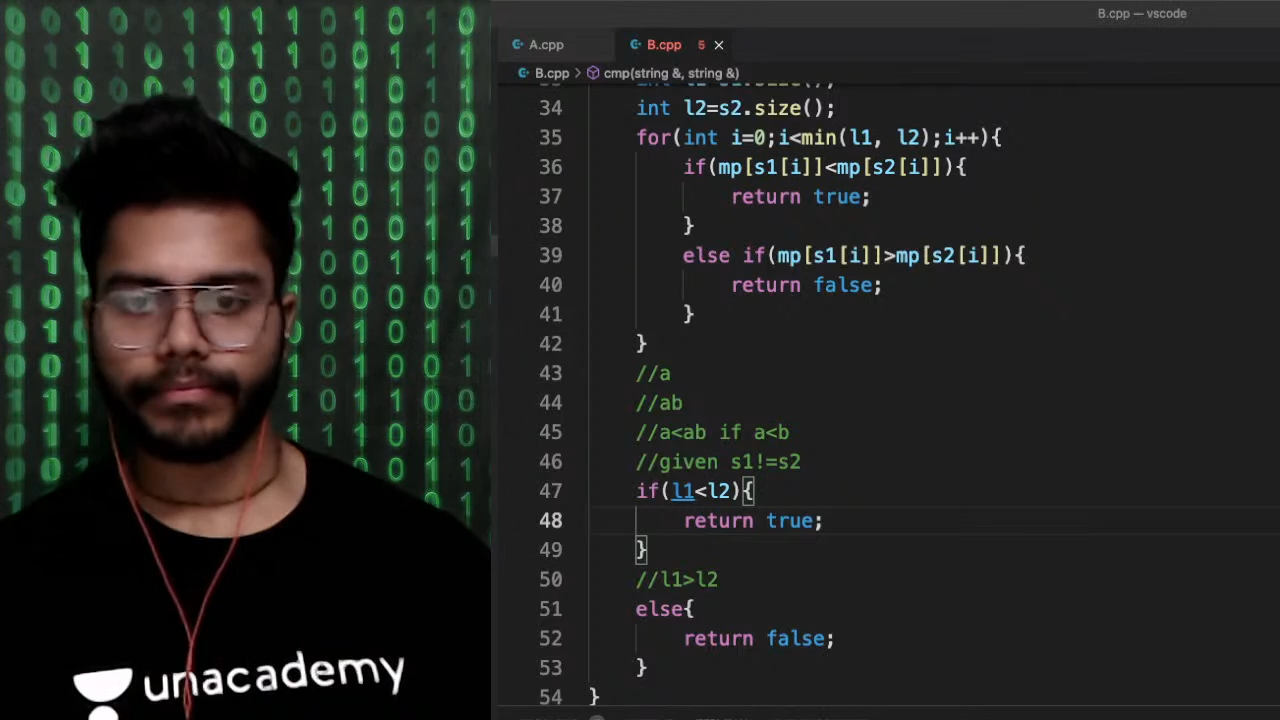 B.cpp — vscode
A.cpp
B.cpp 5
B.cpp > cmp(string &, string &)
34 int l2=s2.size();
35 for(int i=0;i<min(l1, l2);i++){
36 if(mp[s1[i]]<mp[s2[i]]){
37 return true;
38 }
39 else if(mp[s1[i]]>mp[s2[i]]){
40 return false;
41 }
42 }
43 //a
44 //ab
45 //a<ab if a<b
46 //given s1!=s2
47 if(l1<l2){
48 return true;
49 }
50 //l1>l2
51 else{
52 return false;
53 }
54 }
unacademy